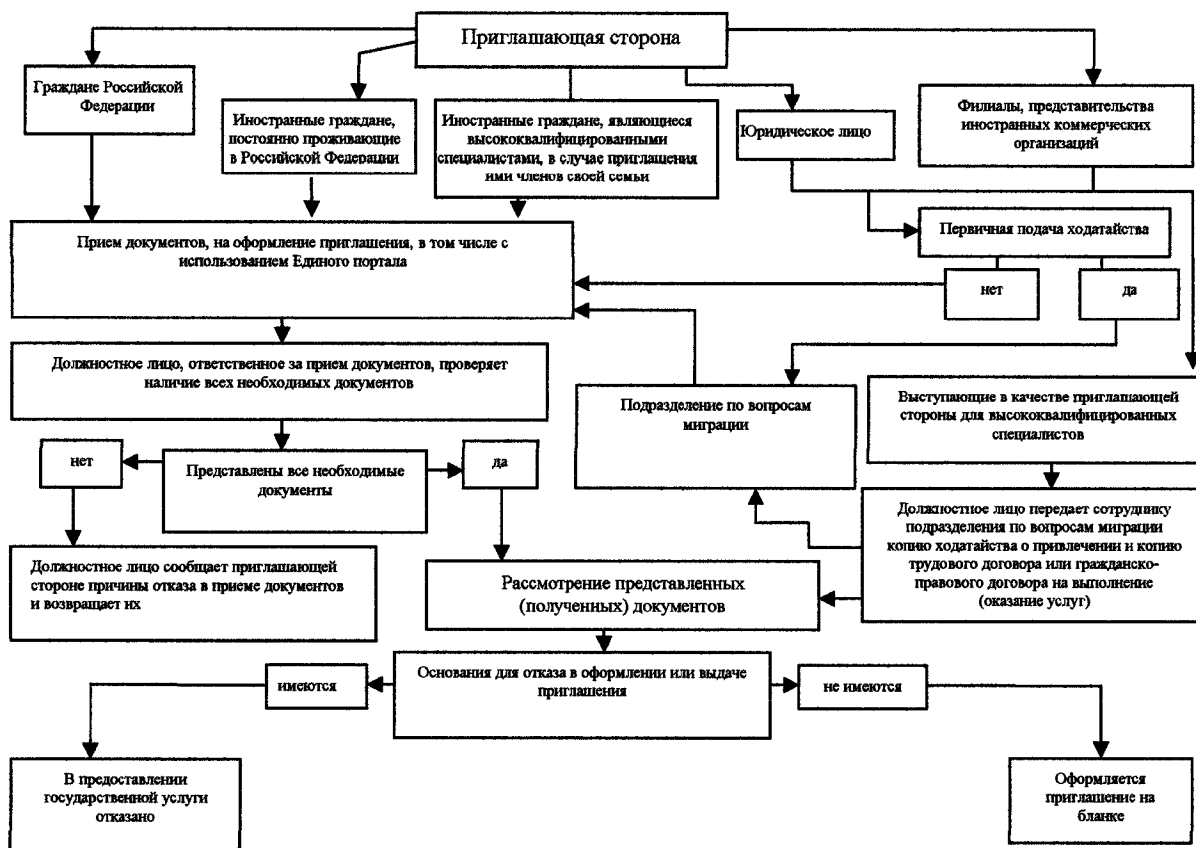 Приглашающая сторона
Граждане Российской
Федерации
Иностранные граждане,
постоянно проживающие
в Российской Федерации
Иностранные граждане, являющиеся
высококвалифицированными
специалистами, в случае приглашения
ими членов своей семьи
Юридическое лицо
Филиалы, представительства
иностранных коммерческих
организаций
Прием документов, на оформление приглашения, в том числе с
использованием Единого портала
Первичная подача ходатайства
нет
да
Должностное лицо, ответственное за прием документов, проверяет
наличие всех необходимых документов
Подразделение по вопросам
миграции
Выступающие в качестве приглашающей
стороны для высококвалифицированных
специалистов
нет
Представлены все необходимые
документы
да
Должностное лицо передает сотруднику
подразделения по вопросам миграции
копию ходатайства о привлечении и копию
трудового договора или гражданско-
правового договора на выполнение
(оказание услуг)
Должностное лицо сообщает приглашающей
стороне причины отказа в приеме документов
и возвращает их
Рассмотрение представленных
(полученных) документов
имеются
Основания для отказа в оформлении или выдаче
приглашения
не имеются
В предоставлении
государственной услуги
отказано
Оформляется
приглашение на
бланке